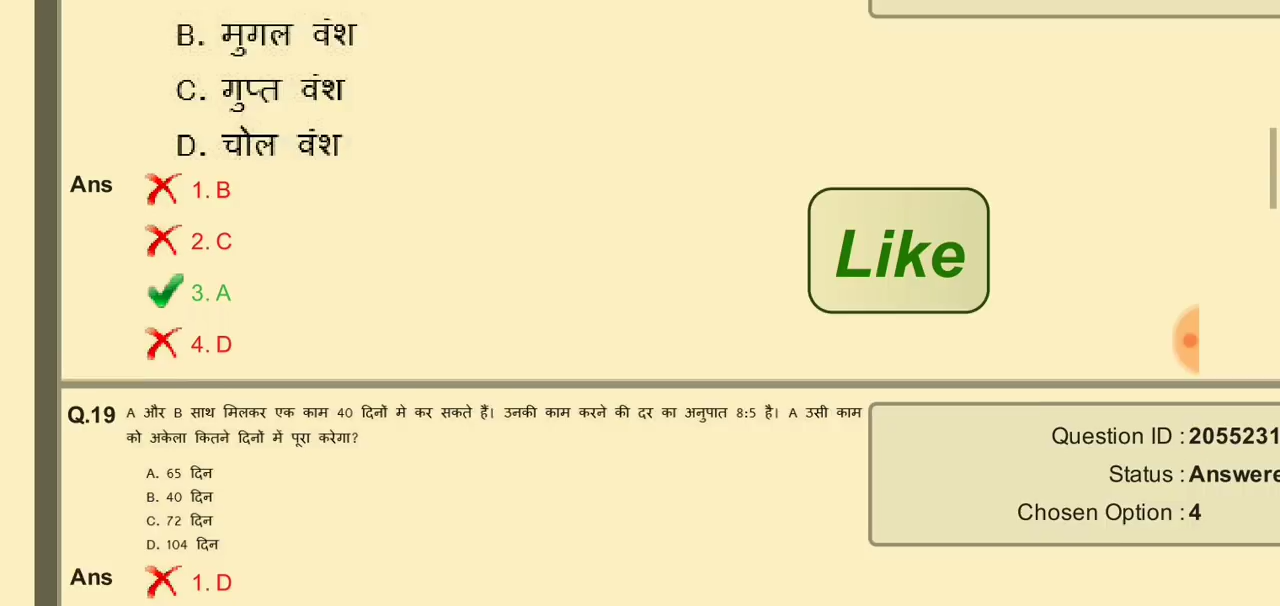 B. मुगल वंश
C. गुप्त वंश
D. चोल वंश
Ans
1. B
2. C
3. A
4. D
Like
Q.19 A और B साथ मिलकर एक काम 40 दिनों मे कर सकते हैं। उनकी काम करने की दर का अनुपात 8:5 है। A उसी काम
को अकेला कितने दिनों में पूरा करेगा?
Question ID : 2055231
Status : Answere
Chosen Option : 4
A. 65 दिन
B. 40 दिन
C. 72 दिन
D. 104 दिन
Ans
1. D